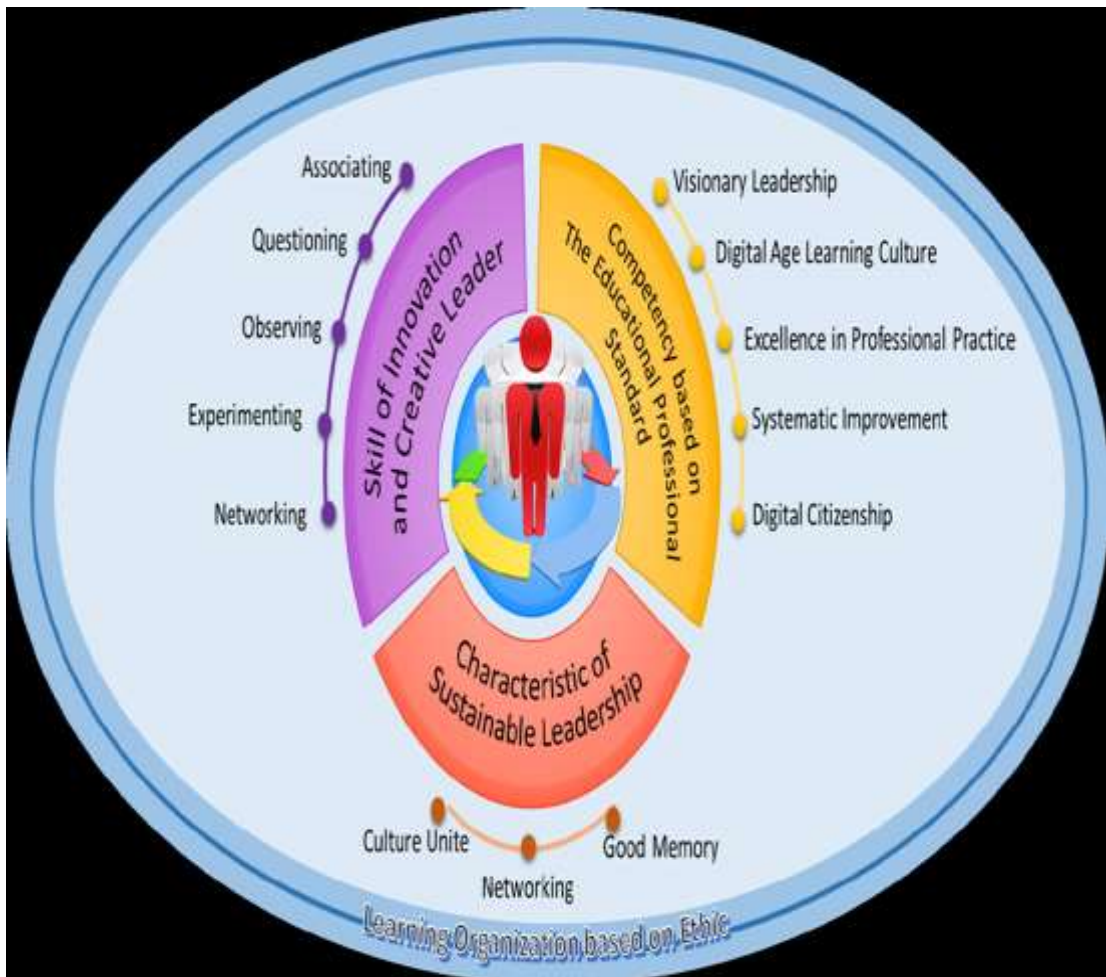 Associating
Questioning
Observing
Experimenting
Networking
Skill of Innovation
and Creative Leader
Competency based on
The Educational Professional
Standard
Visionary Leadership
Digital Age Learning Culture
Excellence in Professional Practice
Systematic Improvement
Digital Citizenship
Characteristic of
Sustainable Leadership
Culture Unite
Networking
Good Memory
Learning Organization based on Ethic